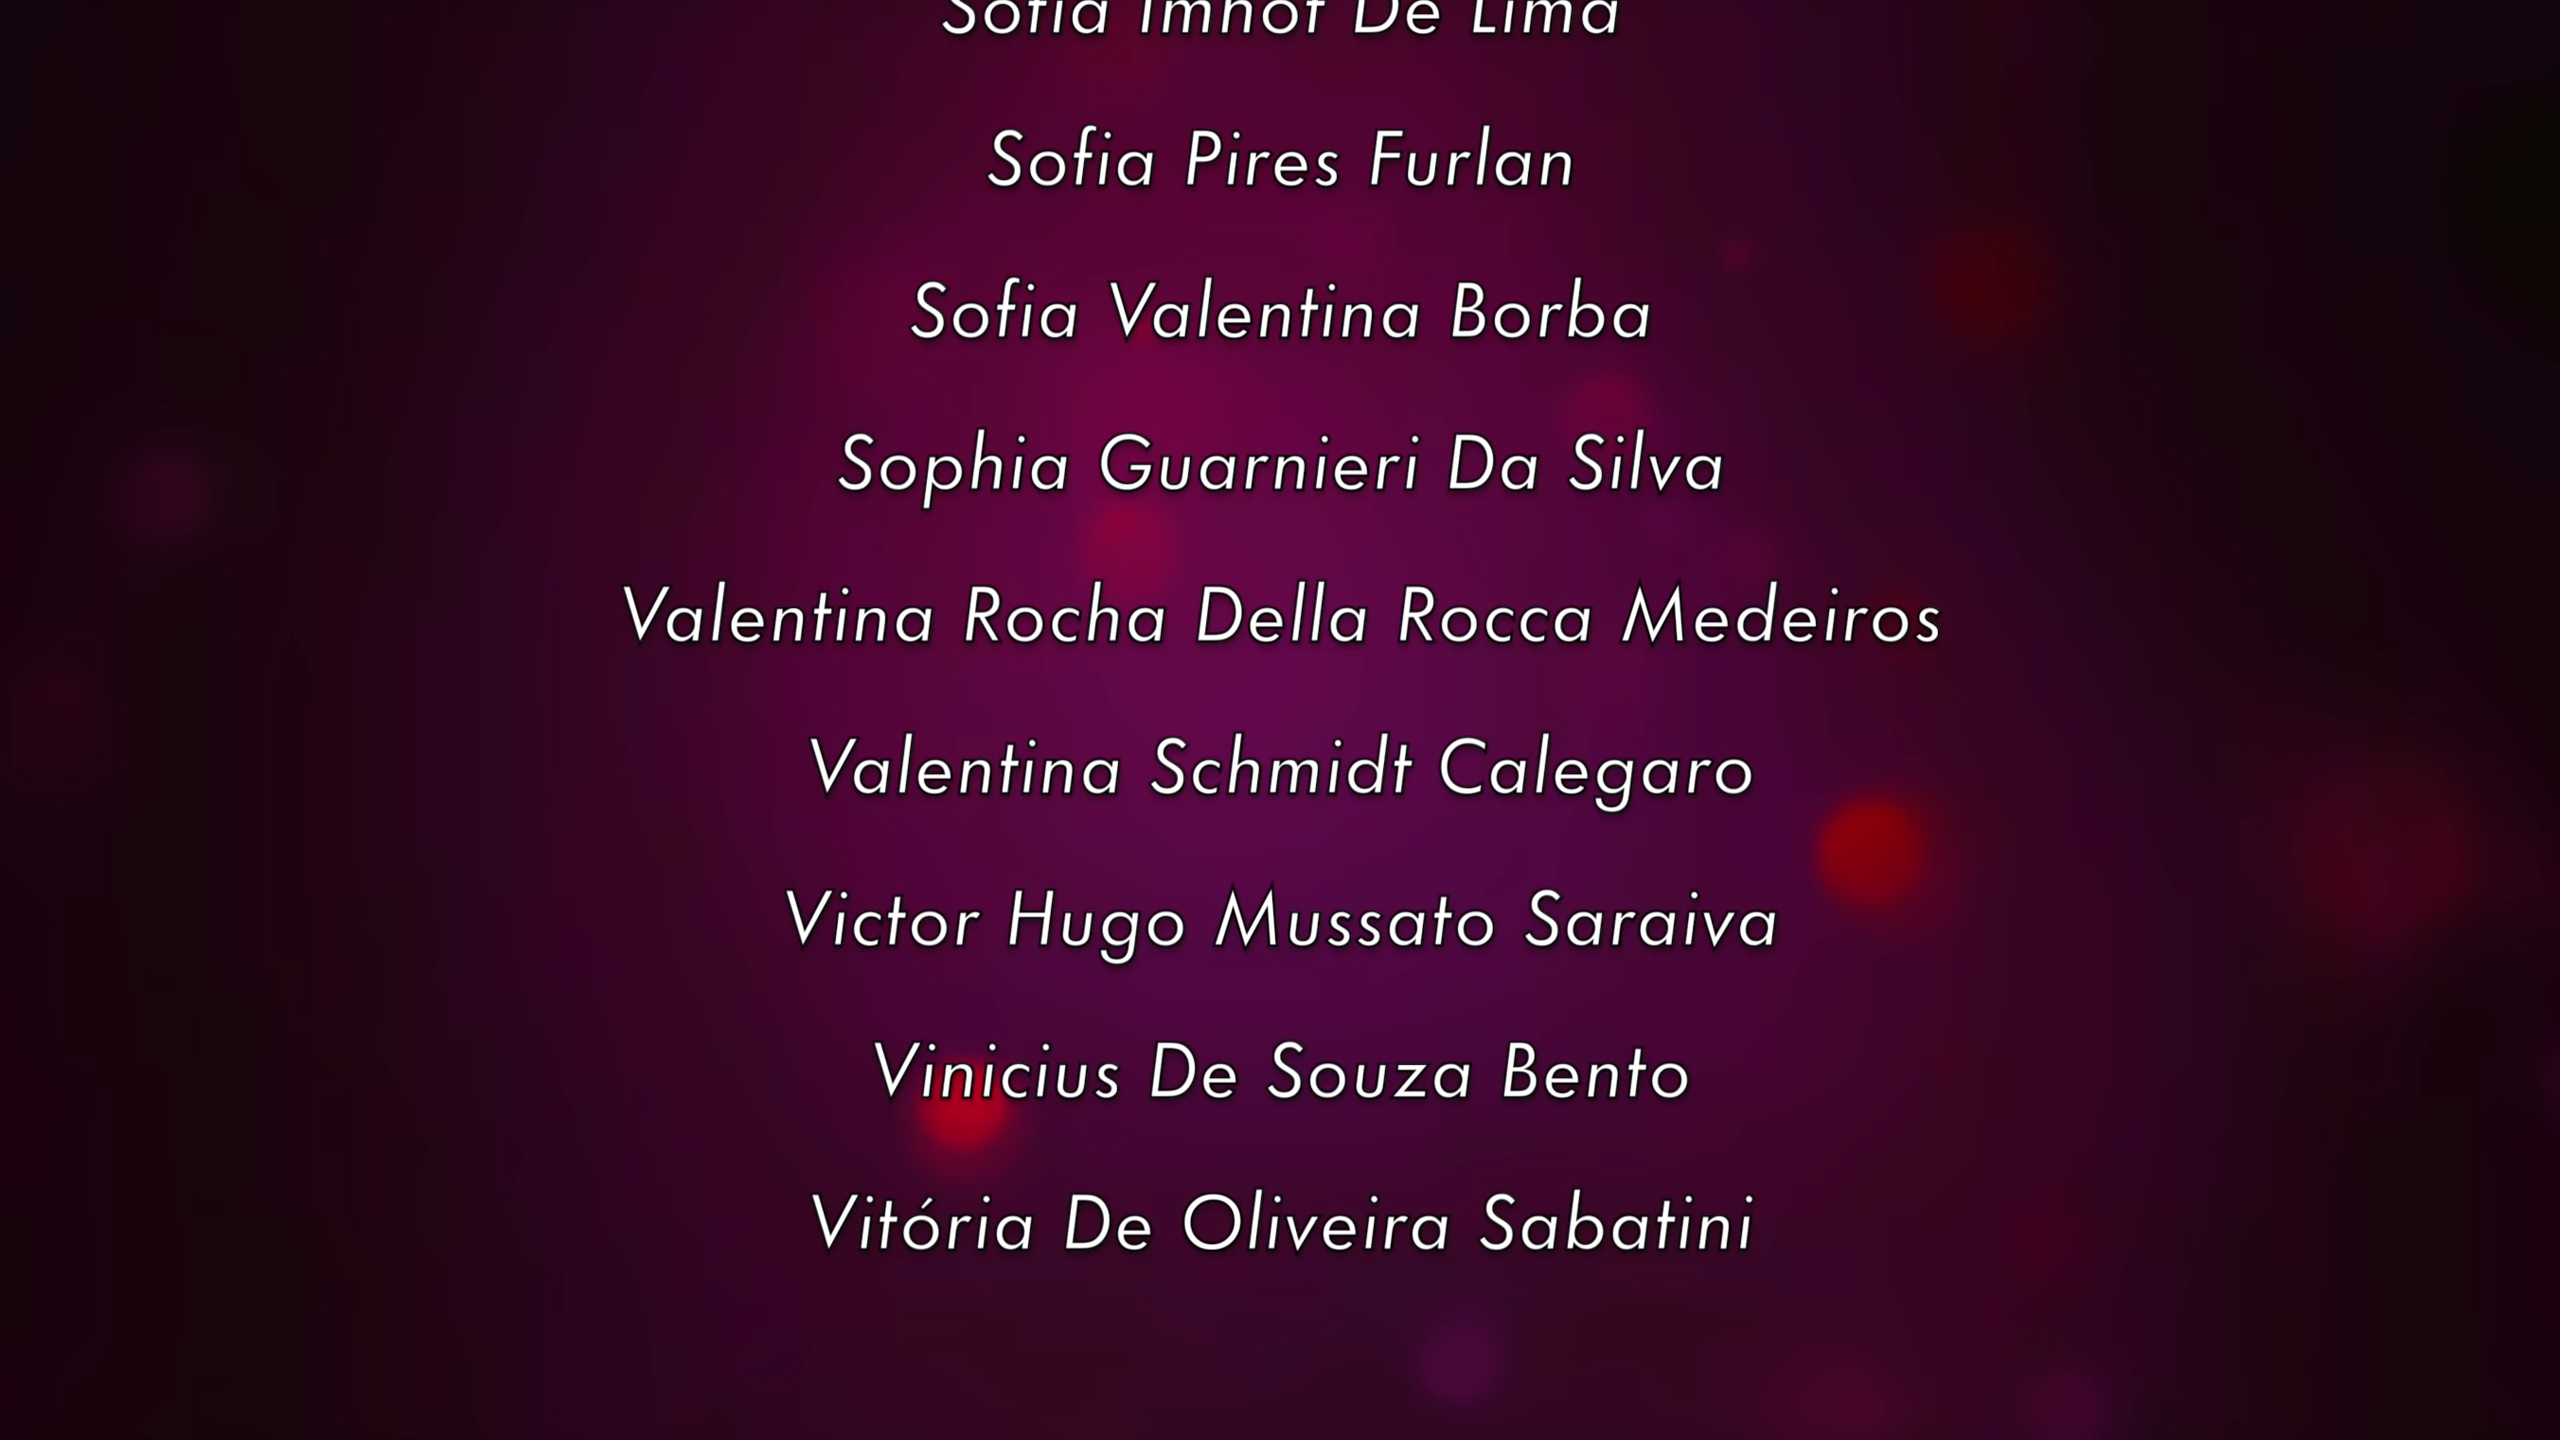 Sofia Imhof De Lima
Sofia Pires Furlan
Sofia Valentina Borba
Sophia Guarnieri Da Silva
Valentina Rocha Della Rocca Medeiros
Valentina Schmidt Calegaro
Victor Hugo Mussato Saraiva
Vinicius De Souza Bento
Vitória De Oliveira Sabatini